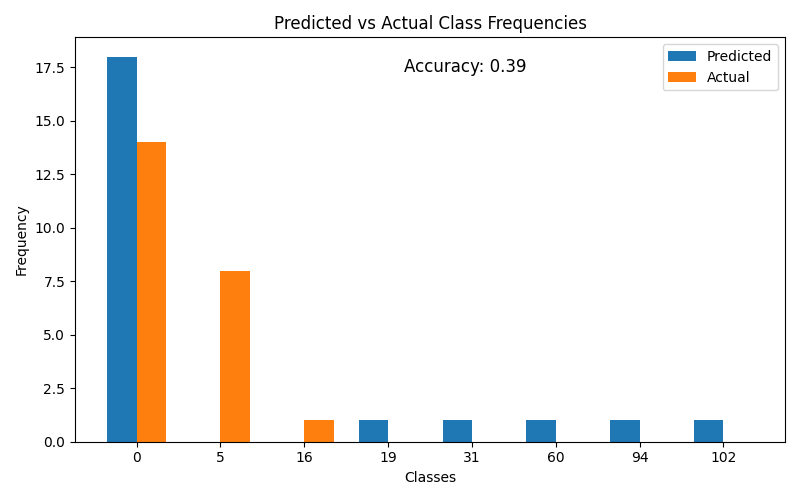 Predicted vs Actual Class Frequencies
Accuracy: 0.39
Predicted
Actual
Frequency
17.5
15.0
12.5
10.0
7.5
5.0
2.5
0.0
0 5 16 19 31 60 94 102
Classes